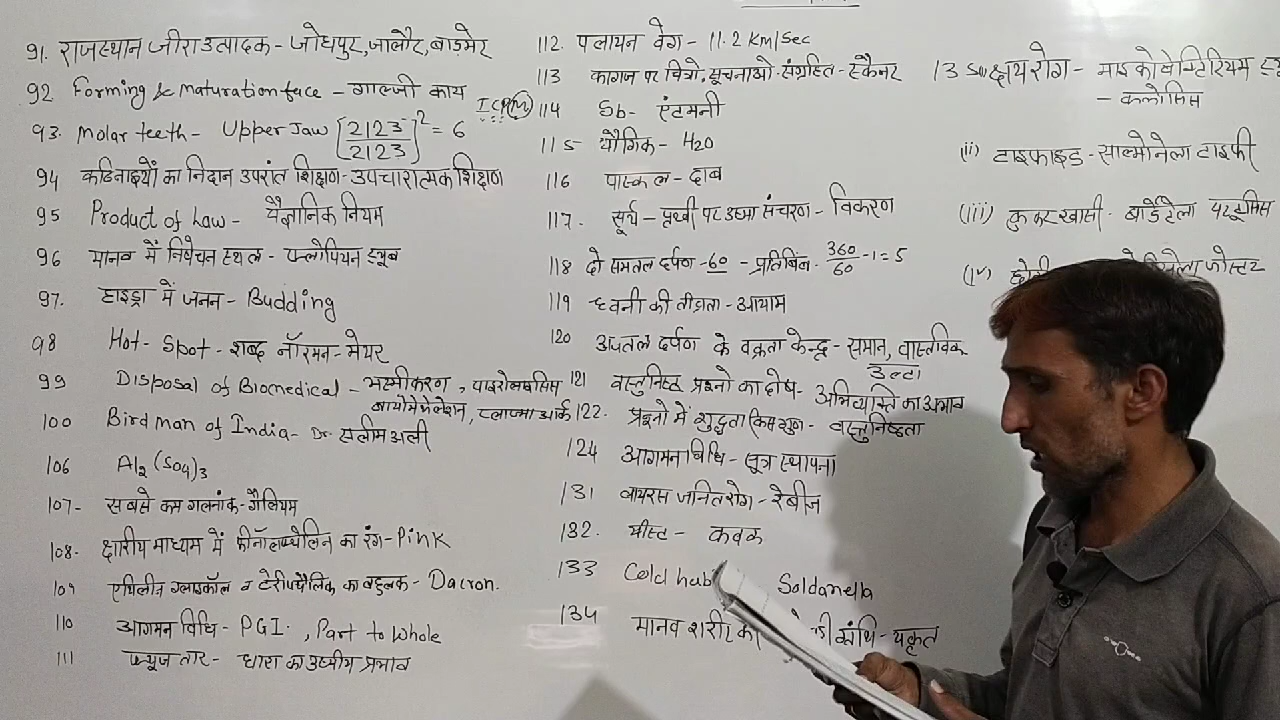 91. राजस्थान जीरा उत्पादक - जोधपुर, जालौर, बाड़मेर
92 Forming & maturation face - गाल्जी काय
93. Molar teeth - Upper Jaw [2123/2123]² = 6 I C P M
94 कठिनाइयों का निदान उपरांत शिक्षण - उपचारात्मक शिक्षण
95 Product of Law - वैज्ञानिक नियम
96 मानव में निषेचन स्थल - फ्लोपियन ट्यूब
97. हाइड्रा में जनन - Budding
98 Hot - Spot - शब्द नॉरमन - मेयर
99 Disposal of Biomedical - भस्मीकरण, पाइरोलाइसिस
प्लाज्मा आर्क
100 Bird man of India - Dr. सलीम अली
106 Al₂(SO₄)₃
107- सबसे कम गलनांक - गैलियम
108. क्षारीय माध्यम में फीनॉलफ्थेलिन का रंग - Pink
109 एथिलीन ग्लाइकॉल व टेरीफ्थैलिक का बहुलक - Dacron.
110 आगमन विधि - PGI. , Part to Whole
111 फ्यूज तार - धारा का उष्मीय प्रभाव
112. पलायन वेग - 11.2 Km/Sec
113 कागज पर चित्रो, सूचनाओ संग्रहित - स्कैनर
114 Sb - एंटमनी
115 यौगिक - H₂O
116 पास्कल - दाब
117. सूर्य - पृथ्वी पर उष्मा संचरण - विकरण
118 दो समतल दर्पण - 60 - प्रतिबिंब. 360/60 - 1 = 5
119 ध्वनी की तीव्रता - आयाम
120 अवतल दर्पण के वक्रता केन्द्र - समान, वास्तविक
उल्टा
121 वस्तुनिष्ठ प्रश्नो का दोष - अभिव्यक्ति का अभाव
122. प्रश्नो में शुद्धता किस गुण - वस्तुनिष्ठता
124 आगमन विधि - सूत्र स्थापना
131 वायरस जनित रोग - रेबीज
132. यीस्ट - कवक
133 Cold hab Soldanella
134 मानव शरीर की ग्रंथि - यकृत
क्षय रोग - माइकोबेक्टिरियम
(ii) टाइफाइड - साल्मोनेला टाइफी
(iii) कुकर खासी - बार्डेटेला
(iv)